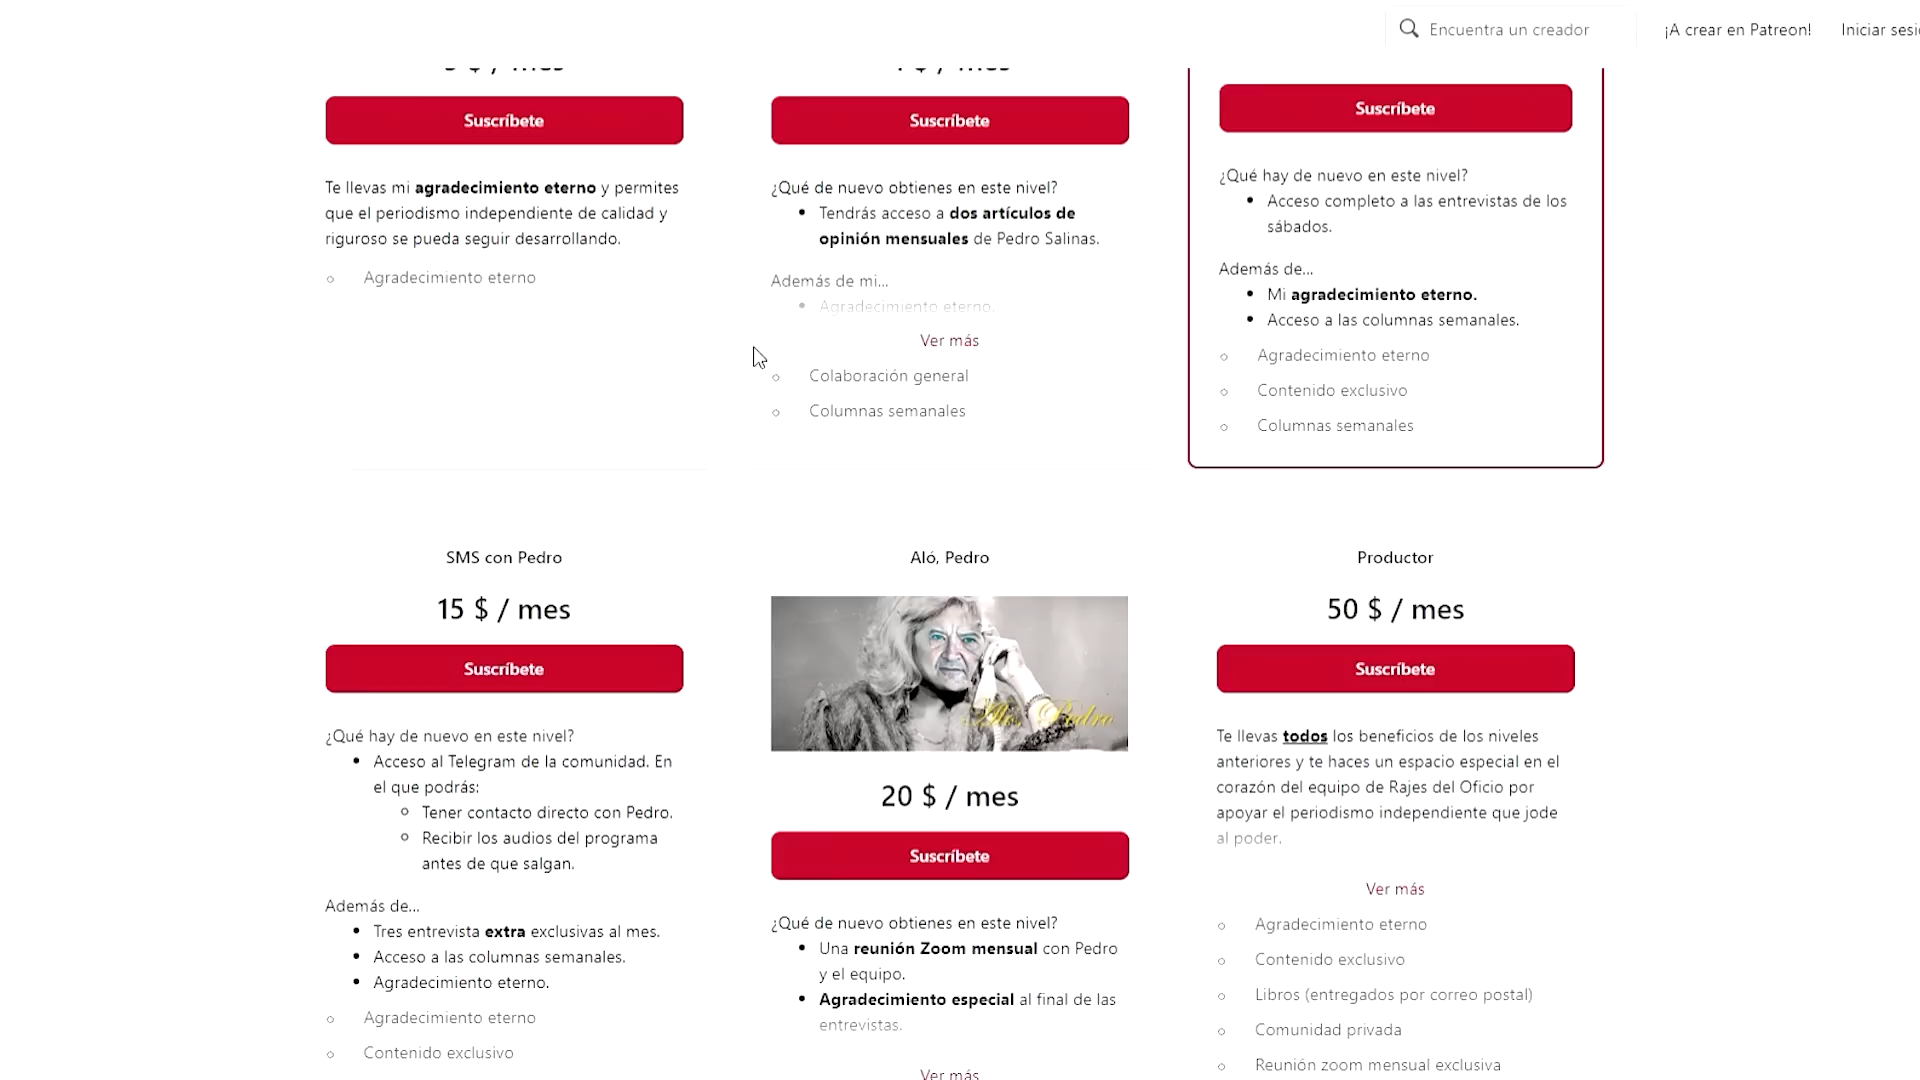 Encuentra un creador
¡A crear en Patreon!
Iniciar sesi
$ / mes
$ / mes
Suscríbete
Te llevas mi agradecimiento eterno y permites
que el periodismo independiente de calidad y
riguroso se pueda seguir desarrollando.
Agradecimiento eterno
Suscríbete
¿Qué de nuevo obtienes en este nivel?
Tendrás acceso a dos artículos de
opinión mensuales de Pedro Salinas.
Además de mi...
Agradecimiento eterno.
Ver más
Colaboración general
Columnas semanales
Suscríbete
¿Qué hay de nuevo en este nivel?
Acceso completo a las entrevistas de los
sábados.
Además de...
Mi agradecimiento eterno.
Acceso a las columnas semanales.
Agradecimiento eterno
Contenido exclusivo
Columnas semanales
SMS con Pedro
15 $ / mes
Suscríbete
¿Qué hay de nuevo en este nivel?
Acceso al Telegram de la comunidad. En
el que podrás:
Tener contacto directo con Pedro.
Recibir los audios del programa
antes de que salgan.
Además de...
Tres entrevista extra exclusivas al mes.
Acceso a las columnas semanales.
Agradecimiento eterno.
Agradecimiento eterno
Contenido exclusivo
Aló, Pedro
Aló, Pedro
20 $ / mes
Suscríbete
¿Qué de nuevo obtienes en este nivel?
Una reunión Zoom mensual con Pedro
y el equipo.
Agradecimiento especial al final de las
entrevistas.
Ver más
Productor
50 $ / mes
Suscríbete
Te llevas todos los beneficios de los niveles
anteriores y te haces un espacio especial en el
corazón del equipo de Rajes del Oficio por
apoyar el periodismo independiente que jode
al poder.
Ver más
Agradecimiento eterno
Contenido exclusivo
Libros (entregados por correo postal)
Comunidad privada
Reunión zoom mensual exclusiva